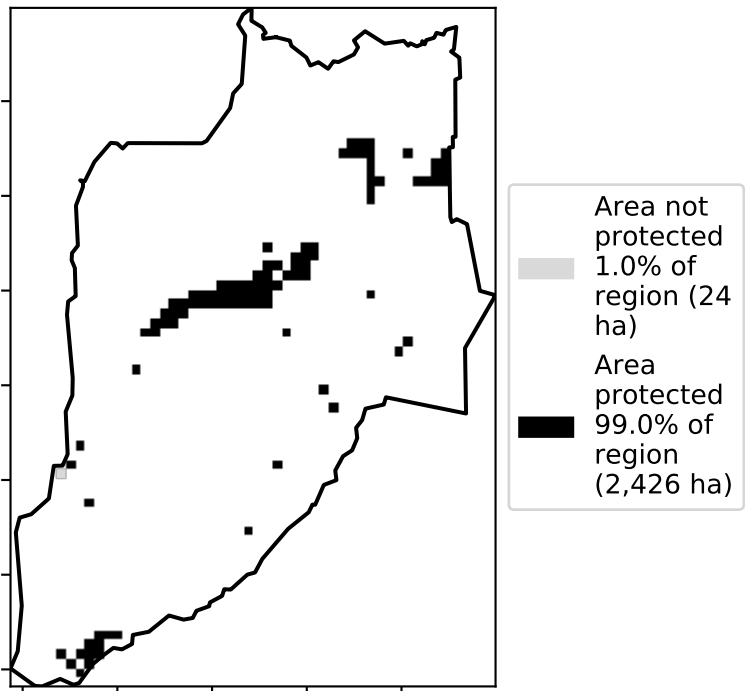 Area not
protected
1.0% of
region (24
ha)
Area
protected
99.0% of
region
(2,426 ha)